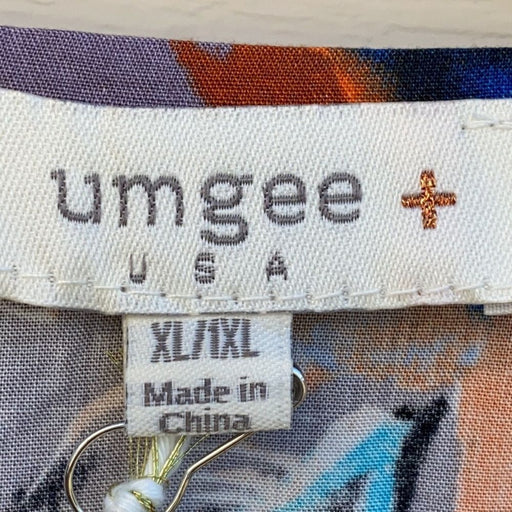 umgee +
USA
XL/1XL
Made in
China